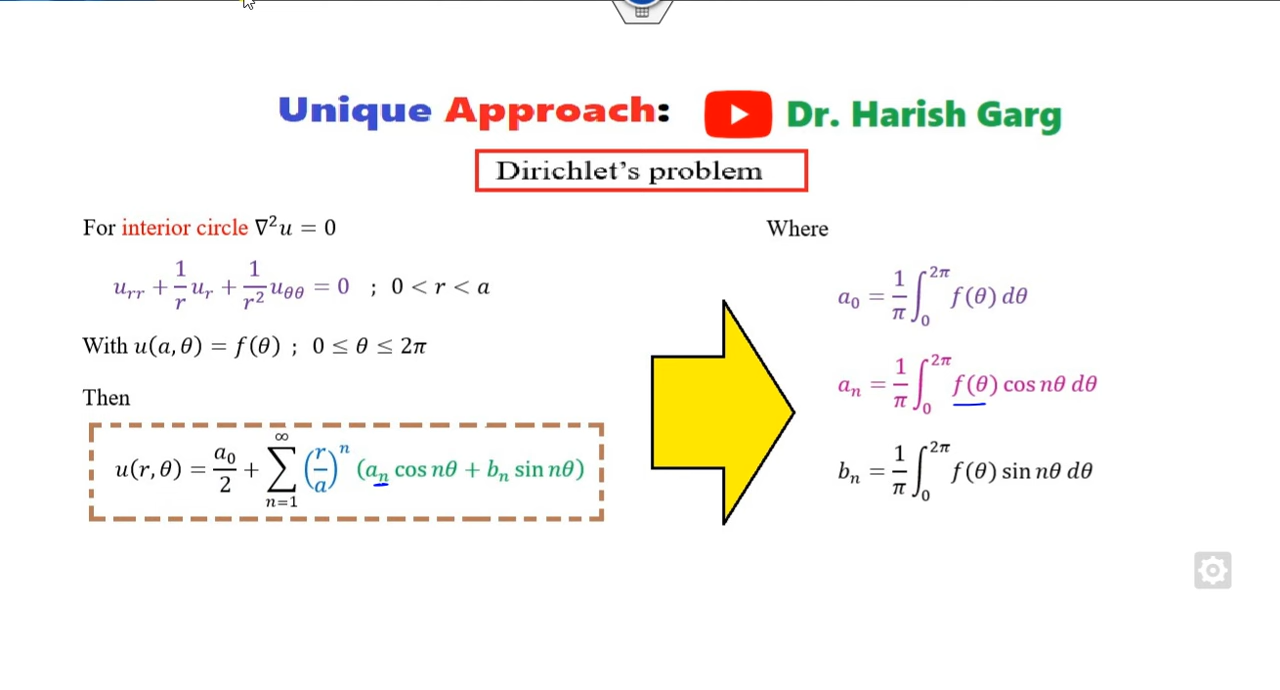 Unique Approach: Dr. Harish Garg
Dirichlet's problem
For interior circle ∇²u = 0
u_rr + 1/r u_r + 1/r² u_θθ = 0 ; 0 < r < a
With u(a, θ) = f(θ) ; 0 ≤ θ ≤ 2π
Then
u(r, θ) = a₀/2 + ∑_{n=1}^{∞} (r/a)^n (a_n cos nθ + b_n sin nθ)
Where
a₀ = 1/π ∫₀^{2π} f(θ) dθ
a_n = 1/π ∫₀^{2π} f(θ) cos nθ dθ
b_n = 1/π ∫₀^{2π} f(θ) sin nθ dθ